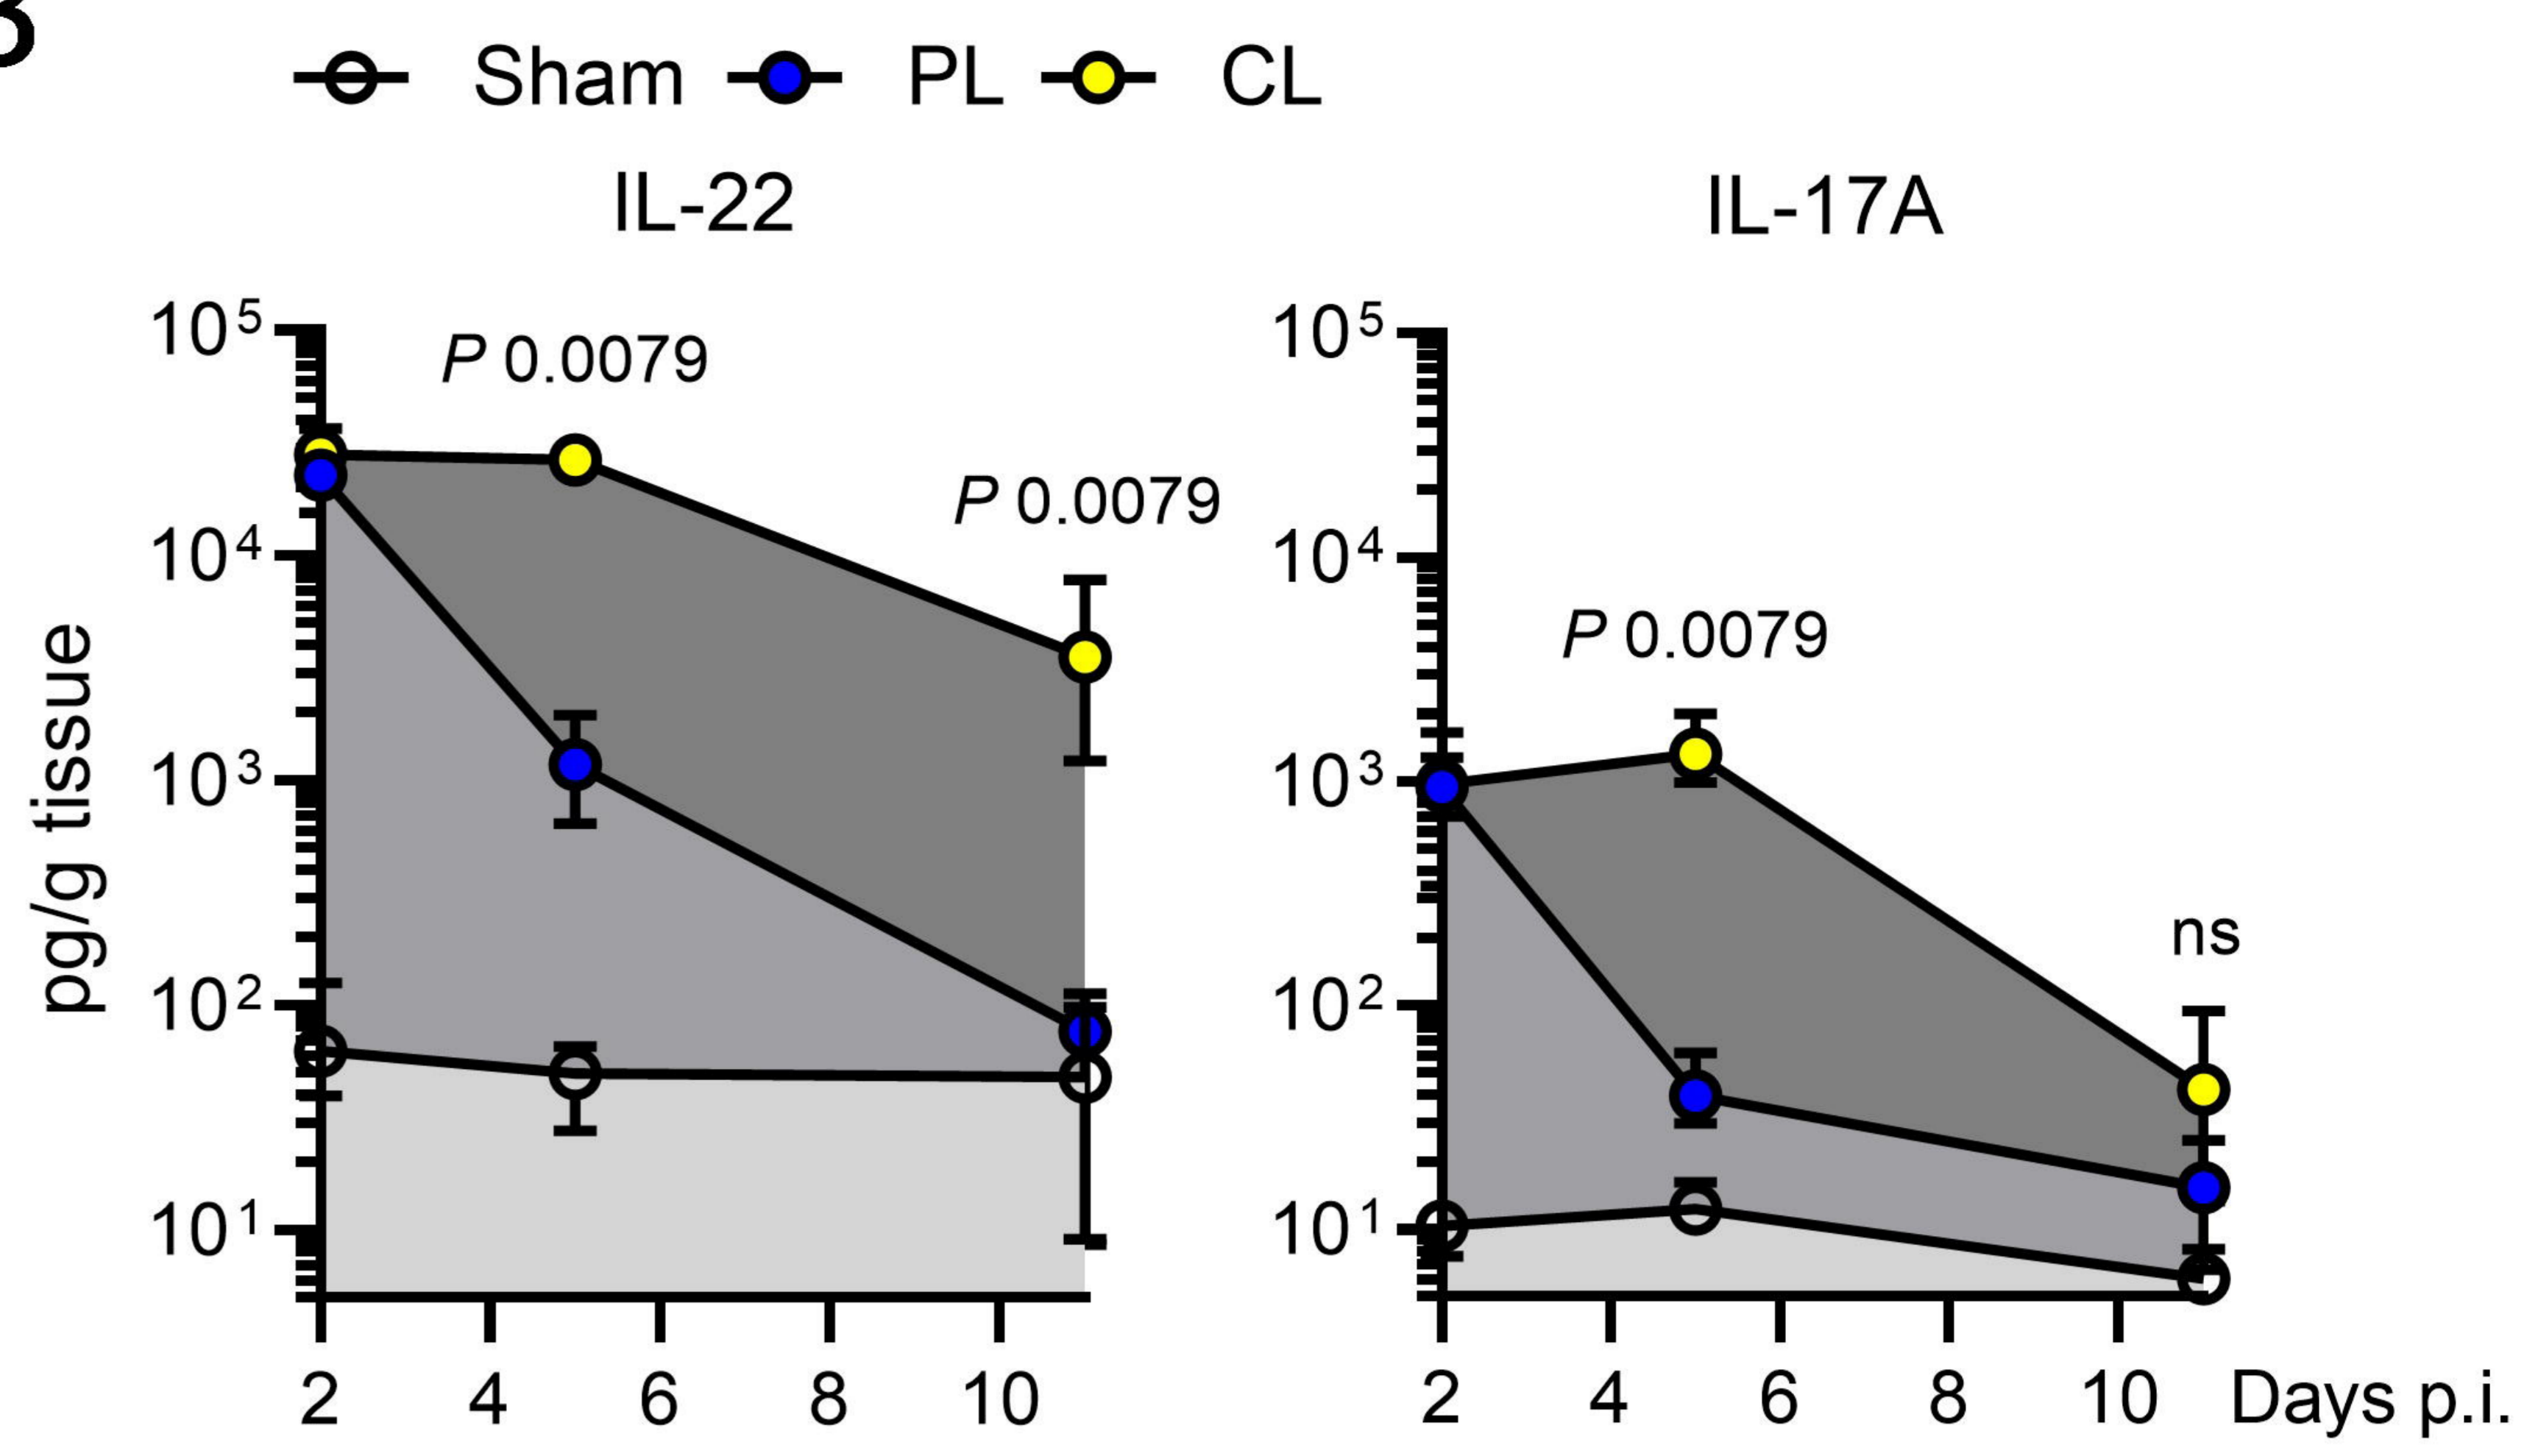 B
Sham PL CL
IL-22
IL-17A
pg/g tissue
10⁵
10⁴
10³
10²
10¹
P 0.0079
P 0.0079
2 4 6 8 10
10⁵
10⁴
10³
10²
10¹
P 0.0079
ns
2 4 6 8 10 Days p.i.